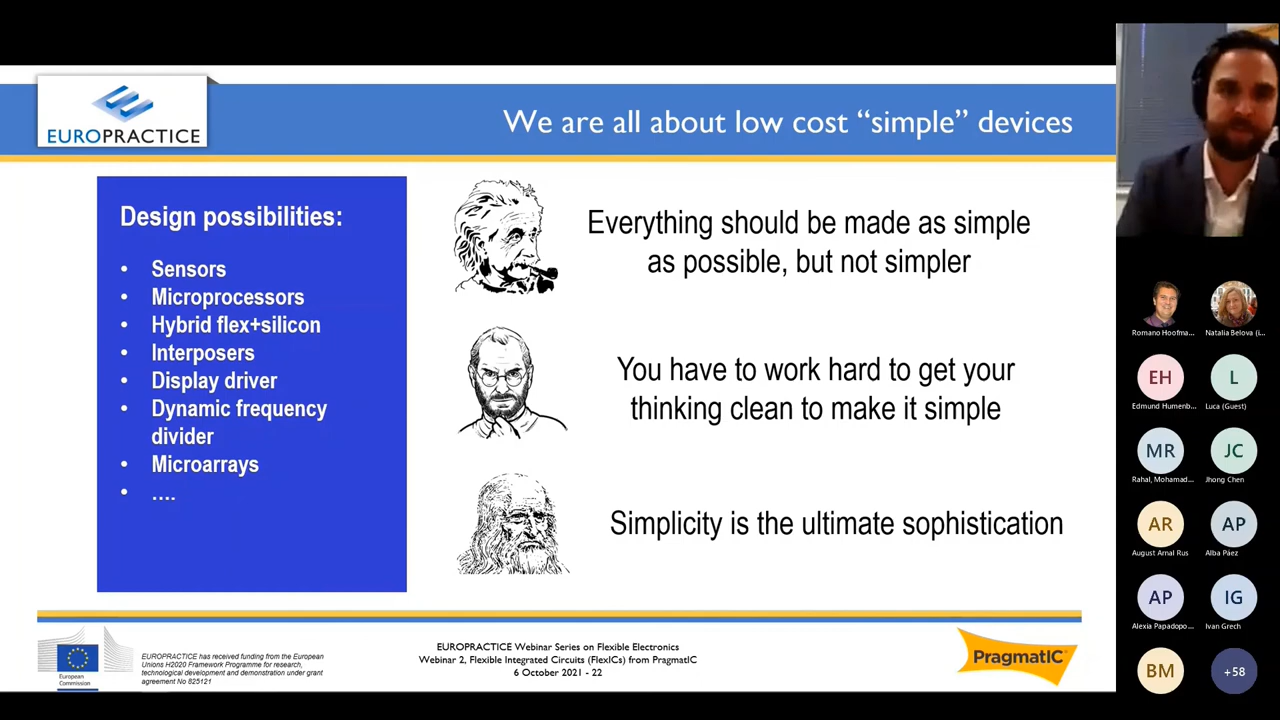 EUROPRACTICE
We are all about low cost “simple” devices
Design possibilities:
• Sensors
• Microprocessors
• Hybrid flex+silicon
• Interposers
• Display driver
• Dynamic frequency
divider
• Microarrays
• ….
Everything should be made as simple
as possible, but not simpler
You have to work hard to get your
thinking clean to make it simple
Simplicity is the ultimate sophistication
European
Commission
EUROPRACTICE has received funding from the European
Unions H2020 Framework Programme for research,
technological development and demonstration under grant
agreement No 825121
EUROPRACTICE Webinar Series on Flexible Electronics
Webinar 2, Flexible Integrated Circuits (FlexICs) from PragmatIC
6 October 2021 - 22
PragmatIC®
Romano Hoofma...
Natalia Belova (i...
EH
Edmund Humenb...
L
Luca (Guest)
MR
Rahal, Mohamad...
JC
Jhong Chen
AR
August Arnal Rus
AP
Alba Páez
AP
Alexia Papadopo...
IG
Ivan Grech
BM
+58